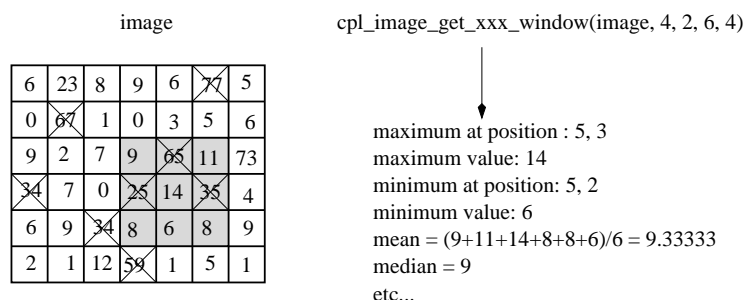 image
cpl_image_get_xxx_window(image, 4, 2, 6, 4)
6 23 8 9 6 77 5
0 67 1 0 3 5 6
9 2 7 9 65 11 73
34 7 0 25 14 35 4
6 9 34 8 6 8 9
2 1 12 59 1 5 1
maximum at position : 5, 3
maximum value: 14
minimum at position: 5, 2
minimum value: 6
mean = (9+11+14+8+8+6)/6 = 9.33333
median = 9
etc...